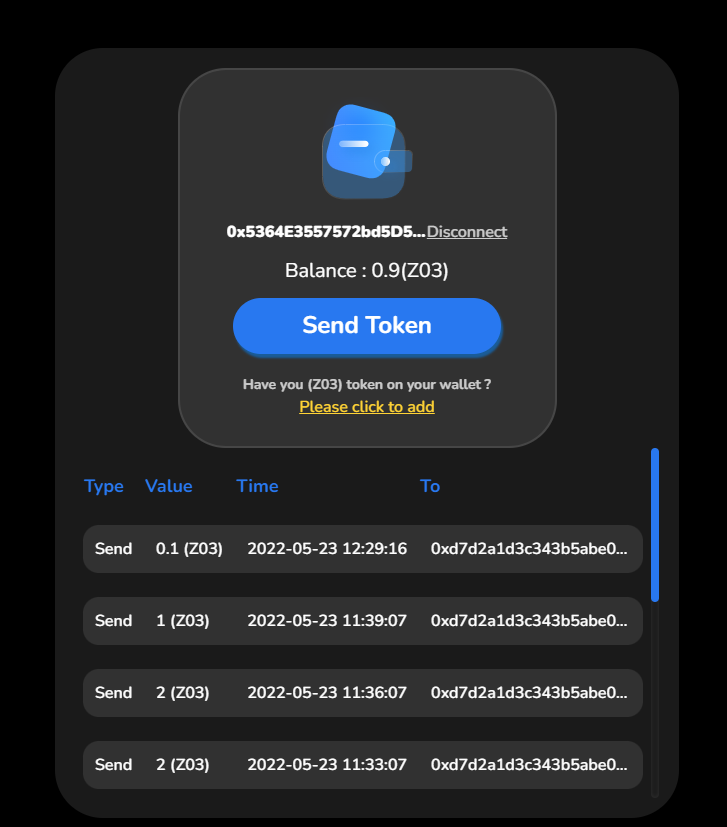 0x5364E3557572bd5D5...Disconnect
Balance : 0.9(Z03)
Send Token
Have you (Z03) token on your wallet ?
Please click to add
Type Value Time To
Send 0.1 (Z03) 2022-05-23 12:29:16 0xd7d2a1d3c343b5abe0...
Send 1 (Z03) 2022-05-23 11:39:07 0xd7d2a1d3c343b5abe0...
Send 2 (Z03) 2022-05-23 11:36:07 0xd7d2a1d3c343b5abe0...
Send 2 (Z03) 2022-05-23 11:33:07 0xd7d2a1d3c343b5abe0...